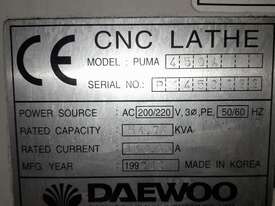 CE CNC LATHE
MODEL : PUMA
SERIAL NO.:
POWER SOURCE : AC 200/220 V, 3Ø, PE, 50/60 HZ
RATED CAPACITY : KVA
RATED CURRENT : A
MFG. YEAR : 199 MADE IN KOREA
DAEWOO